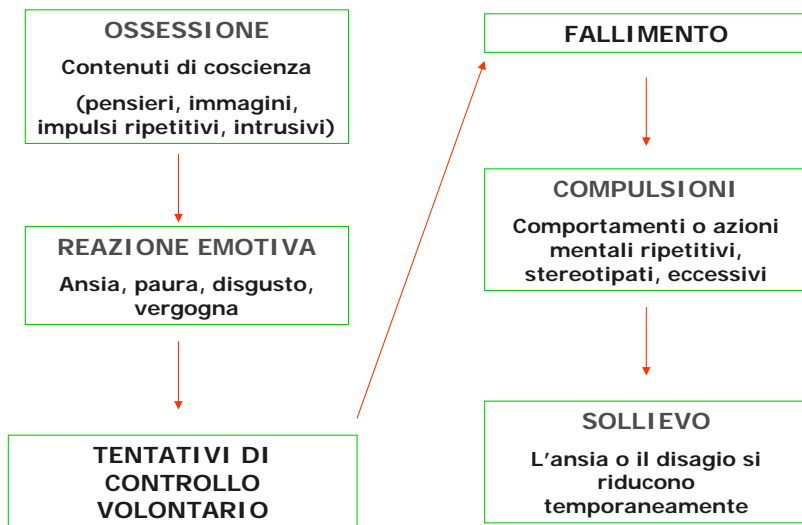 OSSESSIONE
Contenuti di coscienza
(pensieri, immagini,
impulsi ripetitivi, intrusivi)
REAZIONE EMOTIVA
Ansia, paura, disgusto,
vergogna
TENTATIVI DI
CONTROLLO
VOLONTARIO
FALLIMENTO
COMPULSIONI
Comportamenti o azioni
mentali ripetitivi,
stereotipati, eccessivi
SOLLIEVO
L'ansia o il disagio si
riducono
temporaneamente